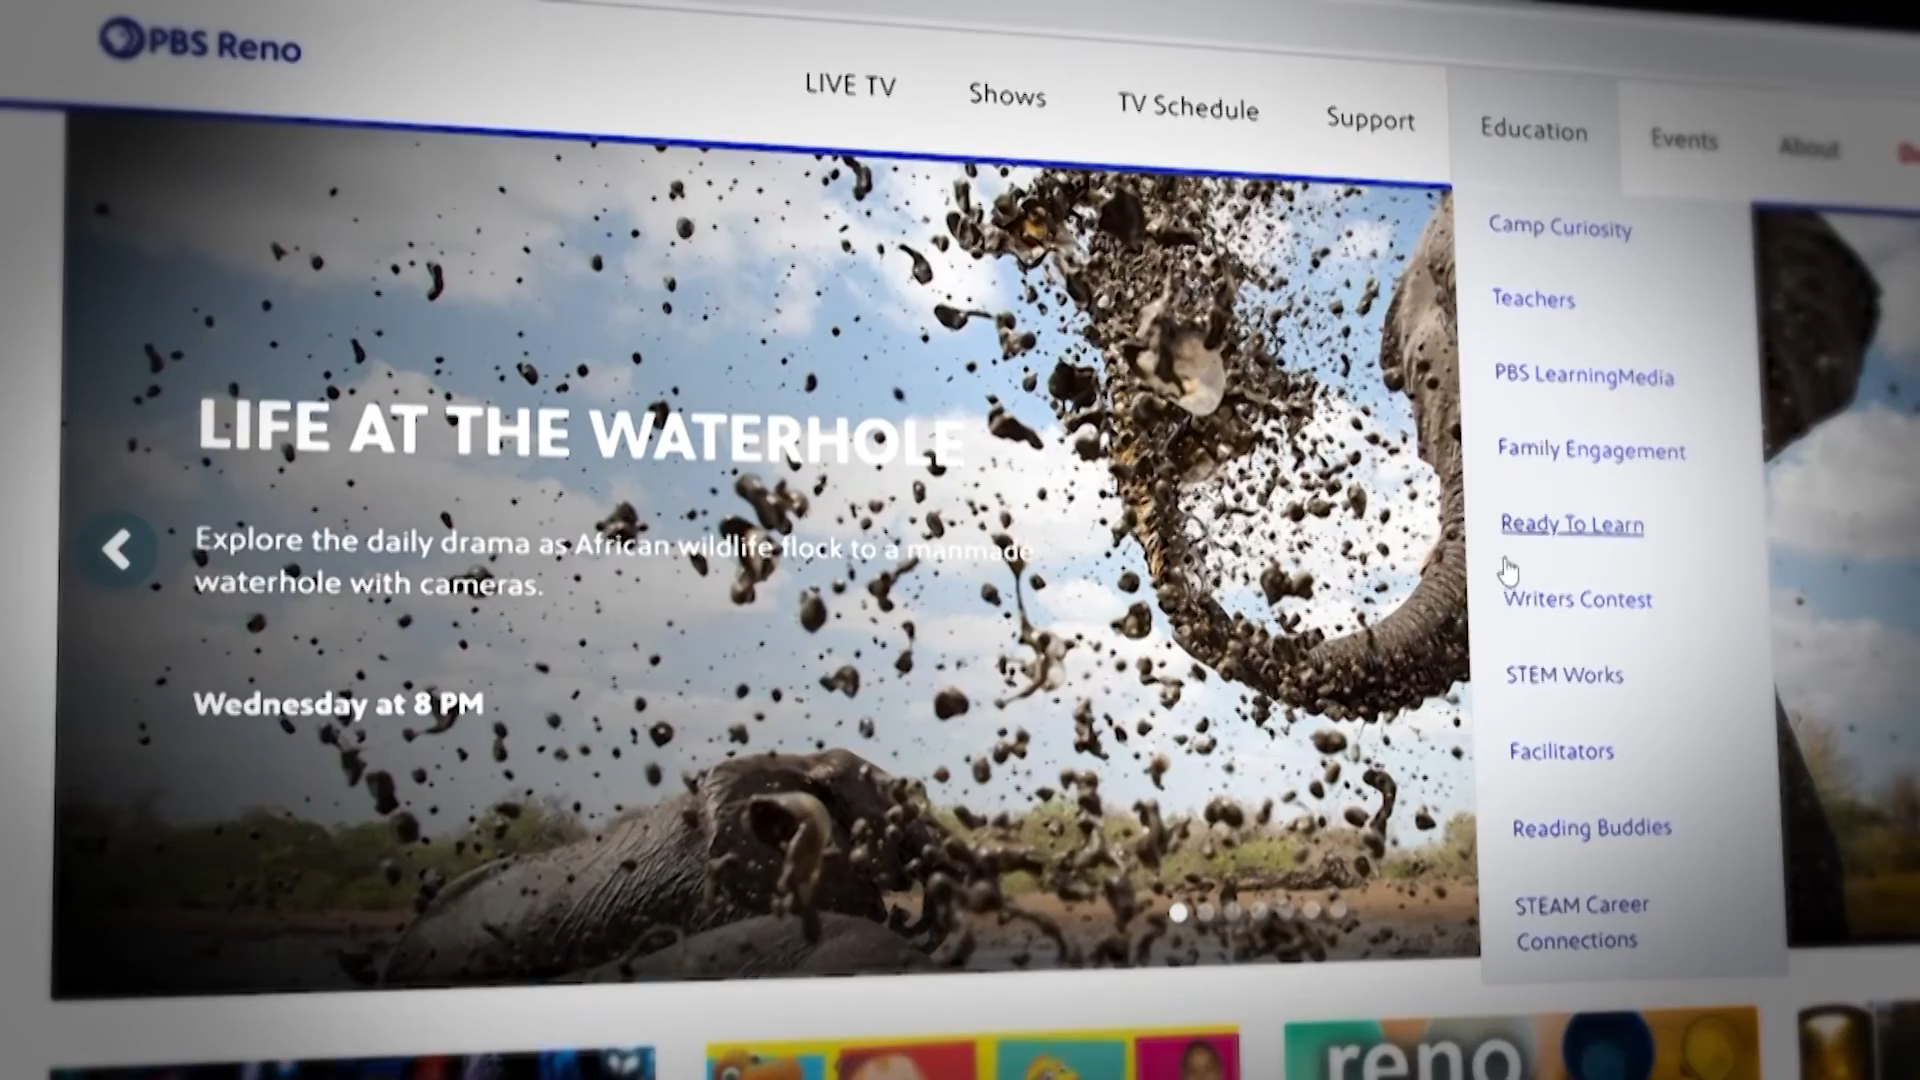 PBS Reno
LIVE TV
Shows
TV Schedule
Support
Education
Events
About
Camp Curiosity
Teachers
PBS LearningMedia
Family Engagement
Ready To Learn
Writers Contest
STEM Works
Facilitators
Reading Buddies
STEAM Career
Connections
LIFE AT THE WATERHOLE
Explore the daily drama as African wildlife flock to a manmade
waterhole with cameras.
Wednesday at 8 PM
reno